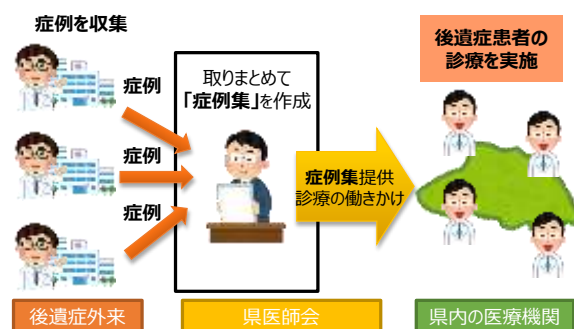 症例を収集
症例
症例
症例
取りまとめて
「症例集」を作成
症例集提供
診療の働きかけ
後遺症患者の
診療を実施
後遺症外来
県医師会
県内の医療機関